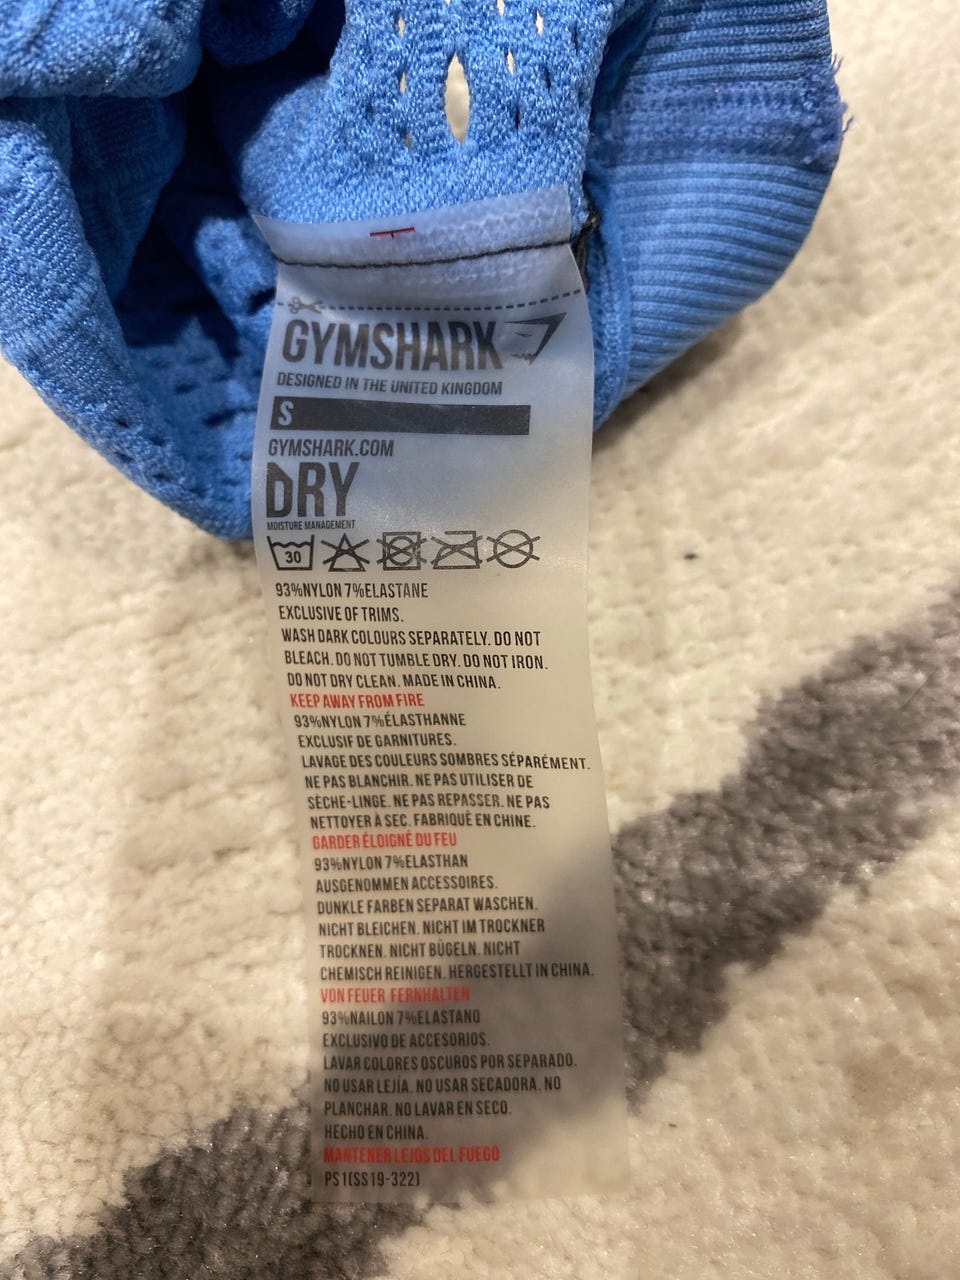 GYMSHARK
DESIGNED IN THE UNITED KINGDOM
S
GYMSHARK.COM
DRY
MOISTURE MANAGEMENT
30
93%NYLON 7%ELASTANE
EXCLUSIVE OF TRIMS.
WASH DARK COLOURS SEPARATELY. DO NOT
BLEACH. DO NOT TUMBLE DRY. DO NOT IRON.
DO NOT DRY CLEAN. MADE IN CHINA.
KEEP AWAY FROM FIRE
93%NYLON 7%ÉLASTHANNE
EXCLUSIF DE GARNITURES.
LAVAGE DES COULEURS SOMBRES SÉPARÉMENT.
NE PAS BLANCHIR. NE PAS UTILISER DE
SÈCHE-LINGE. NE PAS REPASSER. NE PAS
NETTOYER À SEC. FABRIQUÉ EN CHINE.
GARDER ÉLOIGNÉ DU FEU
93%NYLON 7%ELASTHAN
AUSGENOMMEN ACCESSOIRES.
DUNKLE FARBEN SEPARAT WASCHEN.
NICHT BLEICHEN. NICHT IM TROCKNER
TROCKNEN. NICHT BÜGELN. NICHT
CHEMISCH REINIGEN. HERGESTELLT IN CHINA.
VON FEUER FERNHALTEN
93%NAILON 7%ELASTANO
EXCLUSIVO DE ACCESORIOS.
LAVAR COLORES OSCUROS POR SEPARADO.
NO USAR LEJÍA. NO USAR SECADORA. NO
PLANCHAR. NO LAVAR EN SECO.
HECHO EN CHINA.
MANTENER LEJOS DEL FUEGO
PS1(SS19-322)